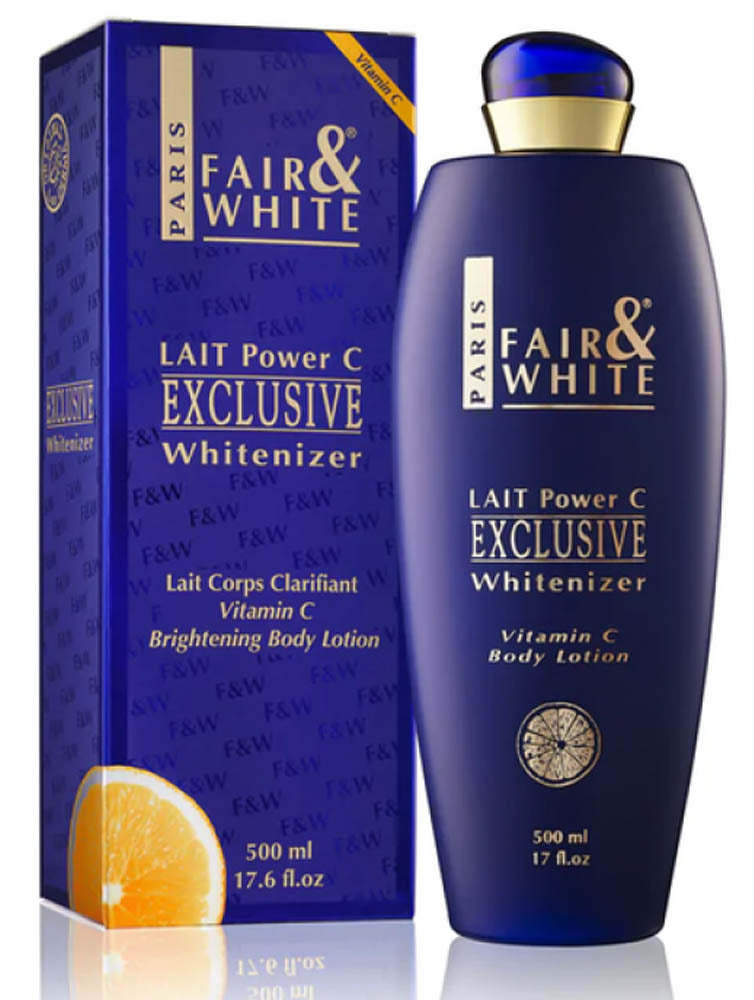 Vitamin C
PARIS
FAIR &®
WHITE
LAIT Power C
EXCLUSIVE
Whitenizer
Lait Corps Clarifiant
Vitamin C
Brightening Body Lotion
500 ml
17.6 fl.oz
EXCLUSIVE
Whitenizer
F&W
PARIS
FAIR &®
WHITE
LAIT Power C
EXCLUSIVE
Whitenizer
Vitamin C
Body Lotion
500 ml
17 fl.oz